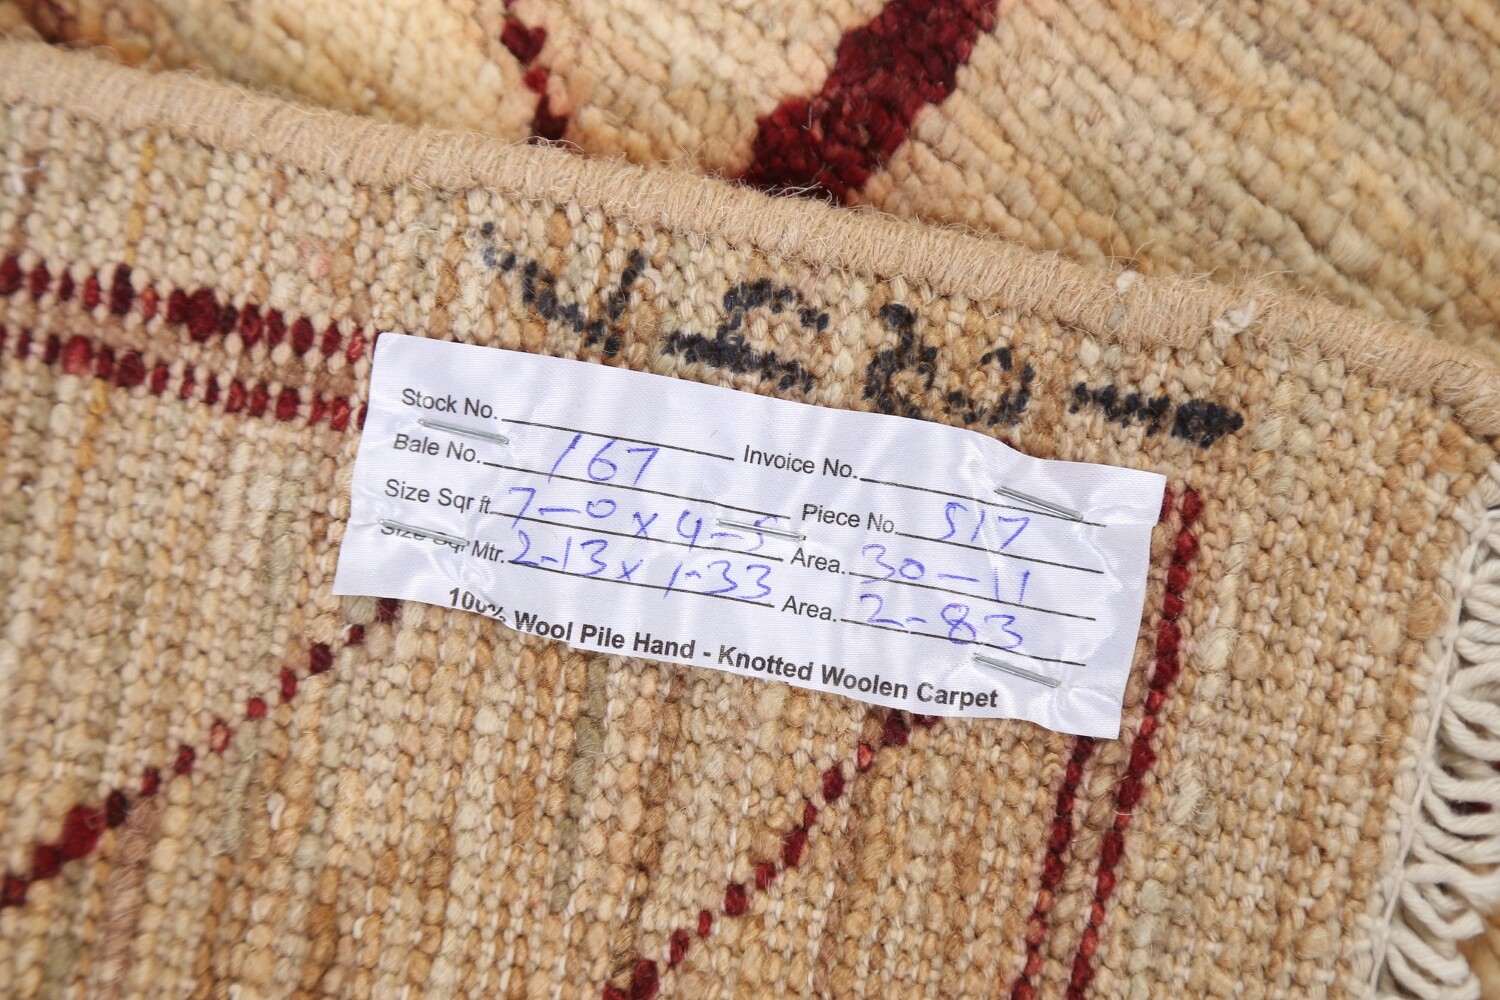 Stock No. Invoice No.
Bale No. 167 Piece No. 517
Size Sqr ft. 7-0 x 4-5 Area. 30-11
Size Sqr Mtr. 2-13 x 1-33 Area. 2-83
100% Wool Pile Hand - Knotted Woolen Carpet